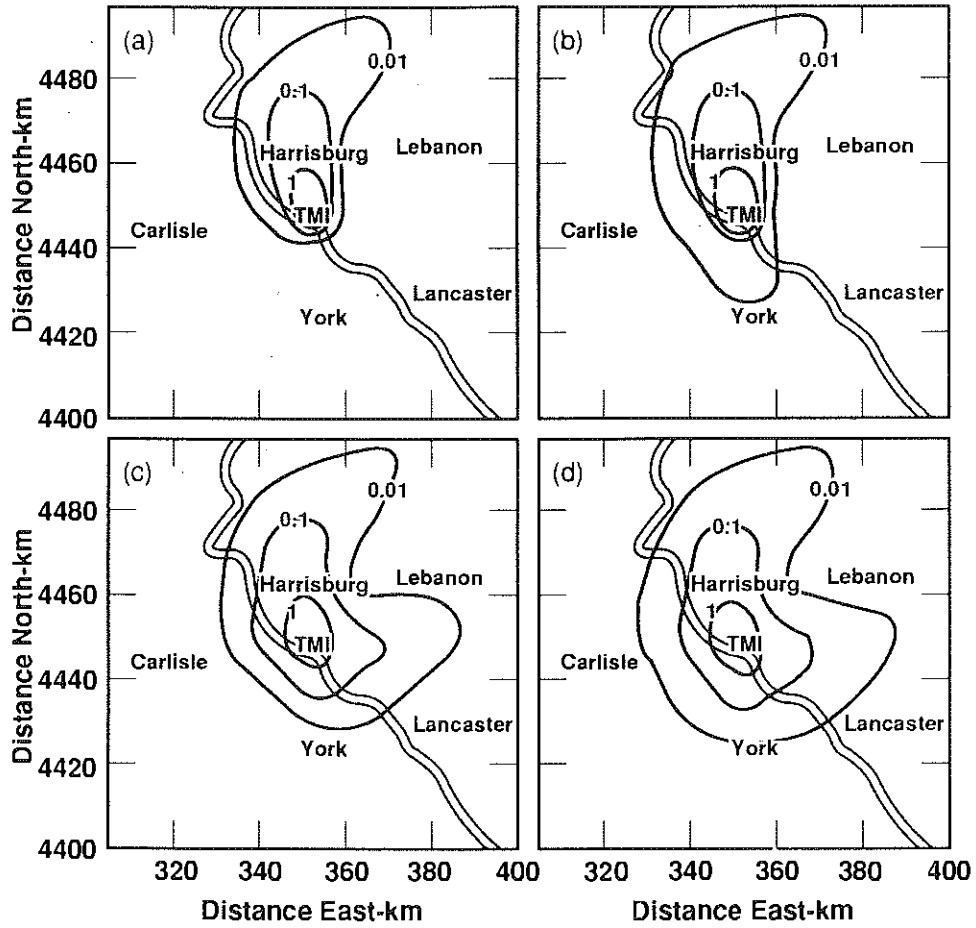 (a)
0.01
0.1
Harrisburg
Lebanon
1
TMI
Carlisle
Lancaster
York
4480
4460
4440
4420
4400
Distance North-km
(b)
0.01
0.1
Harrisburg
Lebanon
1
TMI
Carlisle
Lancaster
York
(c)
0.01
0.1
Harrisburg
Lebanon
1
TMI
Carlisle
Lancaster
York
4480
4460
4440
4420
4400
Distance North-km
320 340 360 380 400
Distance East-km
(d)
0.01
0.1
Harrisburg
Lebanon
1
TMI
Carlisle
Lancaster
York
320 340 360 380 400
Distance East-km